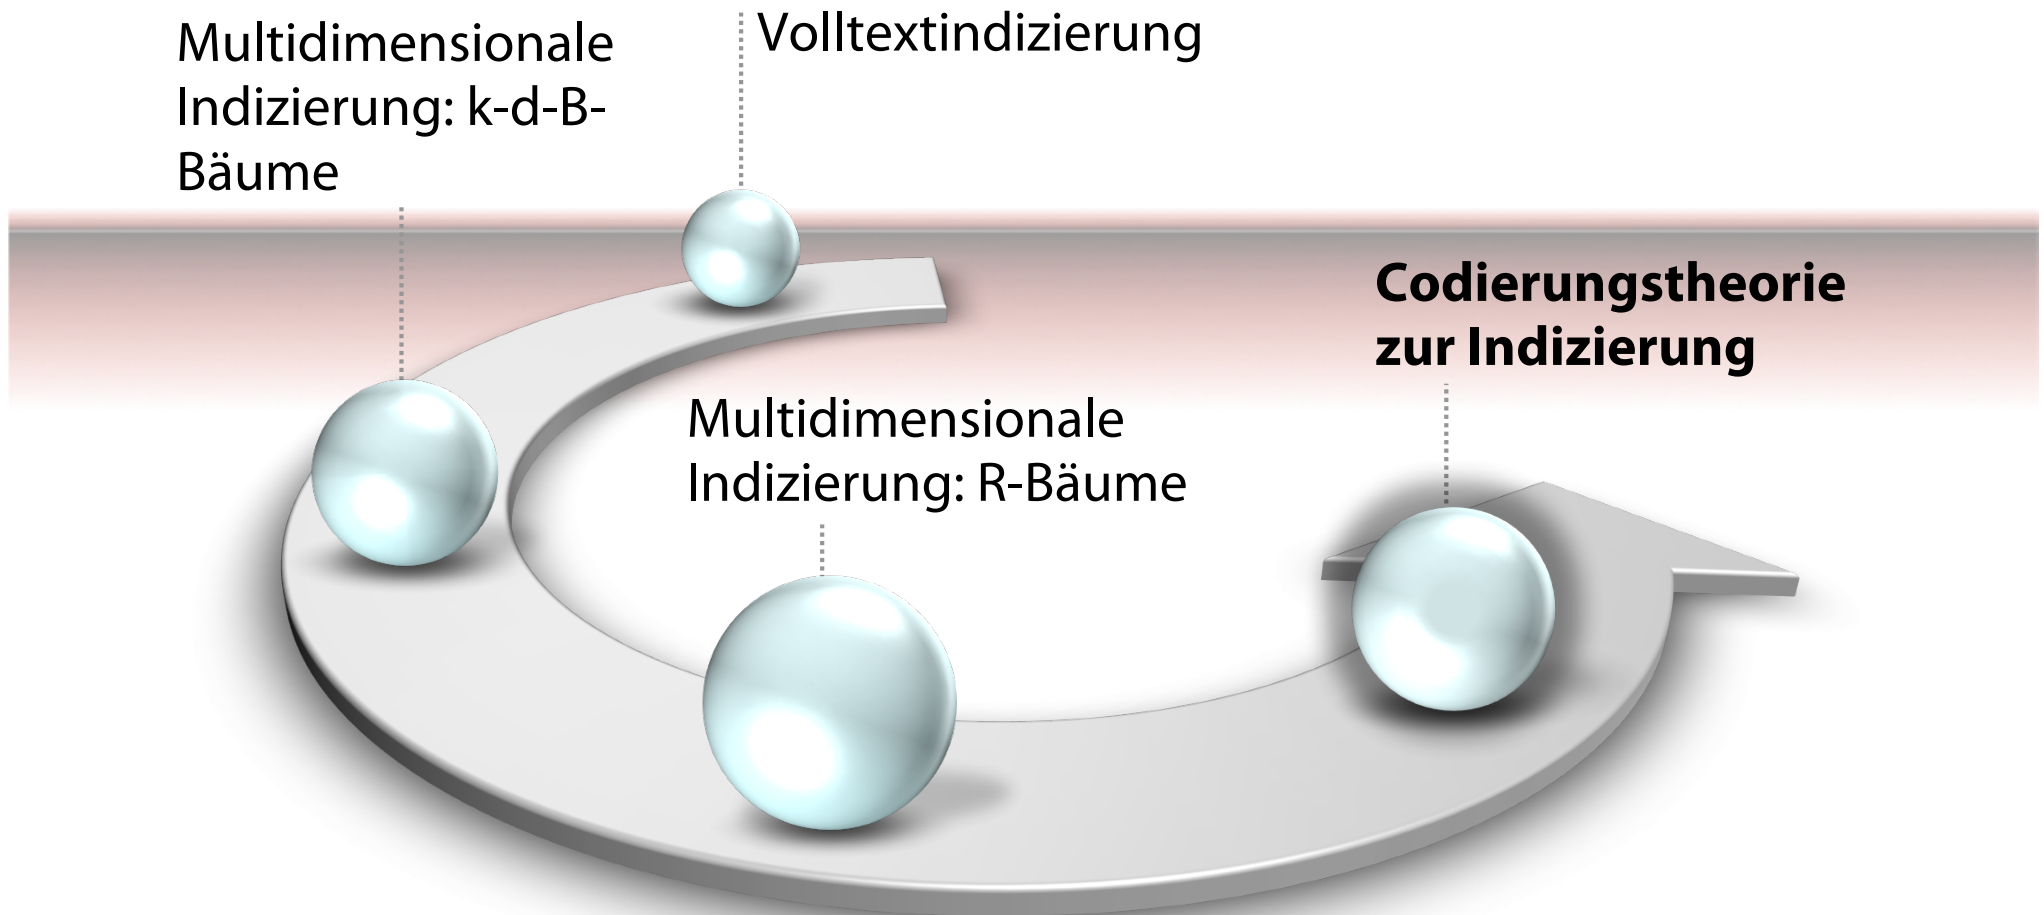 Multidimensionale
Indizierung: k-d-B-
Bäume
Volltextindizierung
Codierungstheorie
zur Indizierung
Multidimensionale
Indizierung: R-Bäume